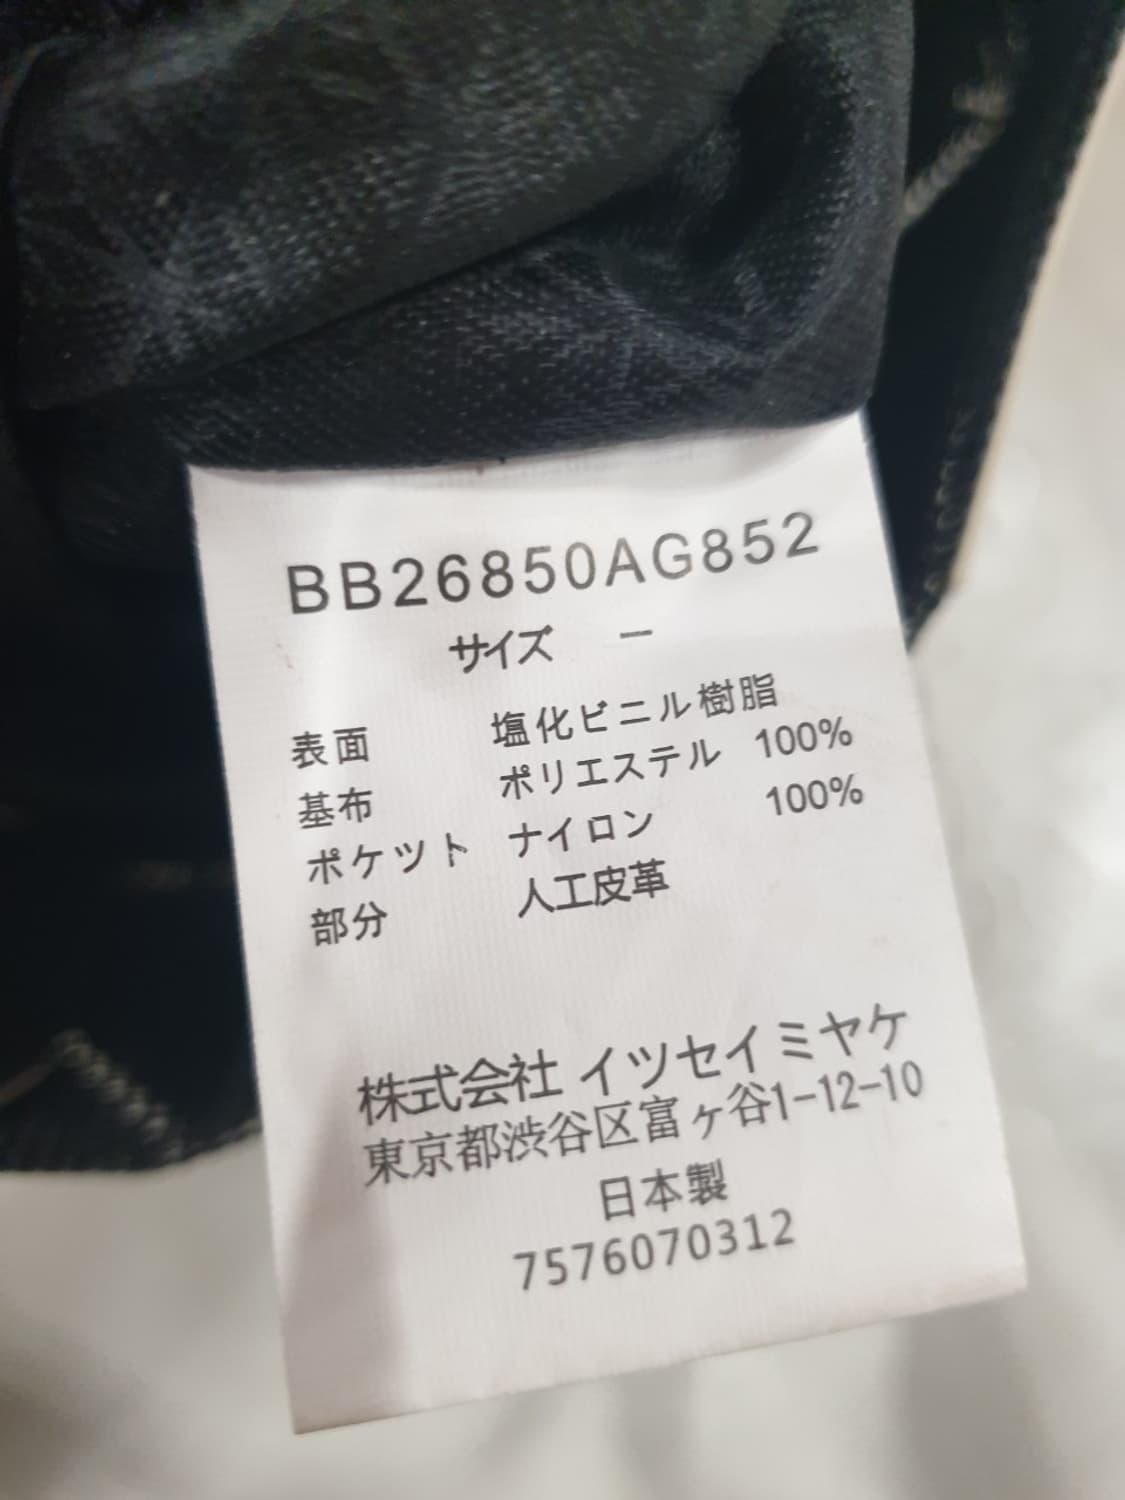 BB26850AG852
サイズ ー
表面 塩化ビニル樹脂
基布 ポリエステル 100%
ポケット ナイロン 100%
部分 人工皮革
株式会社 イツセイミヤケ
東京都渋谷区富ヶ谷1-12-10
日本製
7576070312